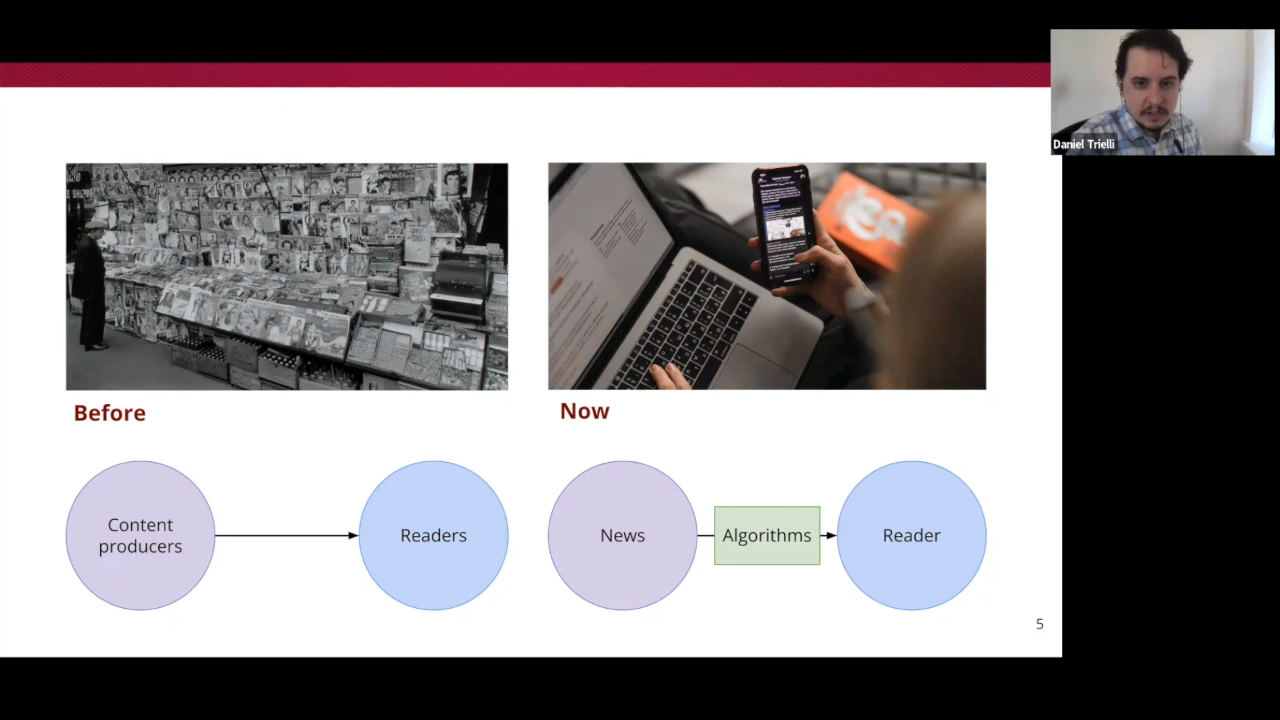 Daniel Trielli
Before
Now
Content
producers
Readers
News
Algorithms
Reader
5